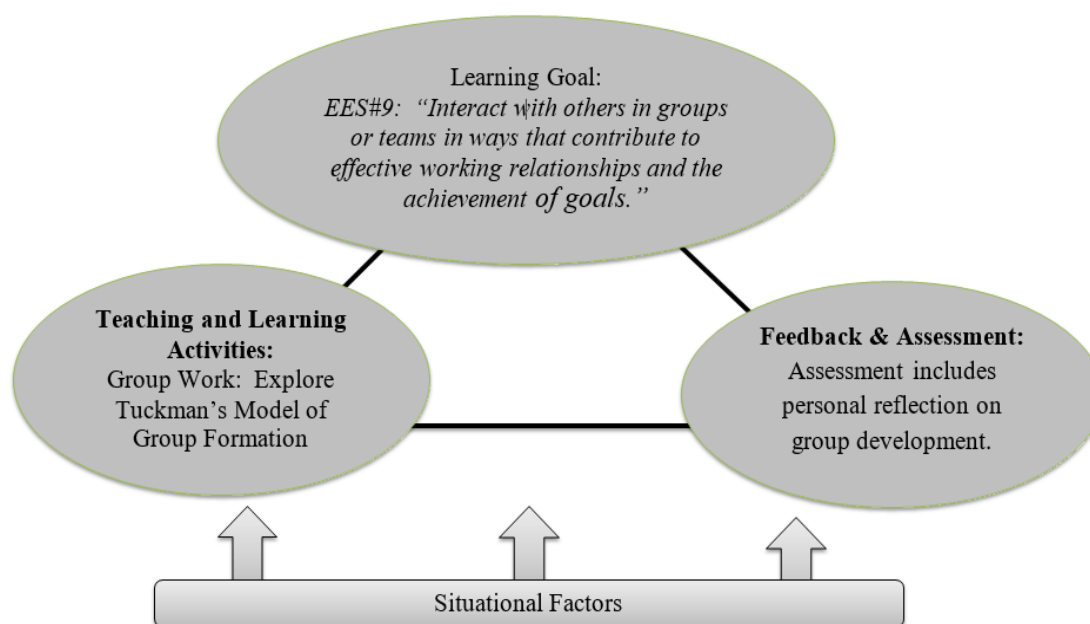 Learning Goal:
EES#9:  "Interact with others in groups
or teams in ways that contribute to
effective working relationships and the
achievement of goals."
Teaching and Learning
Activities:
Group Work:  Explore
Tuckman's Model of
Group Formation
Feedback & Assessment:
Assessment includes
personal reflection on
group development.
Situational Factors